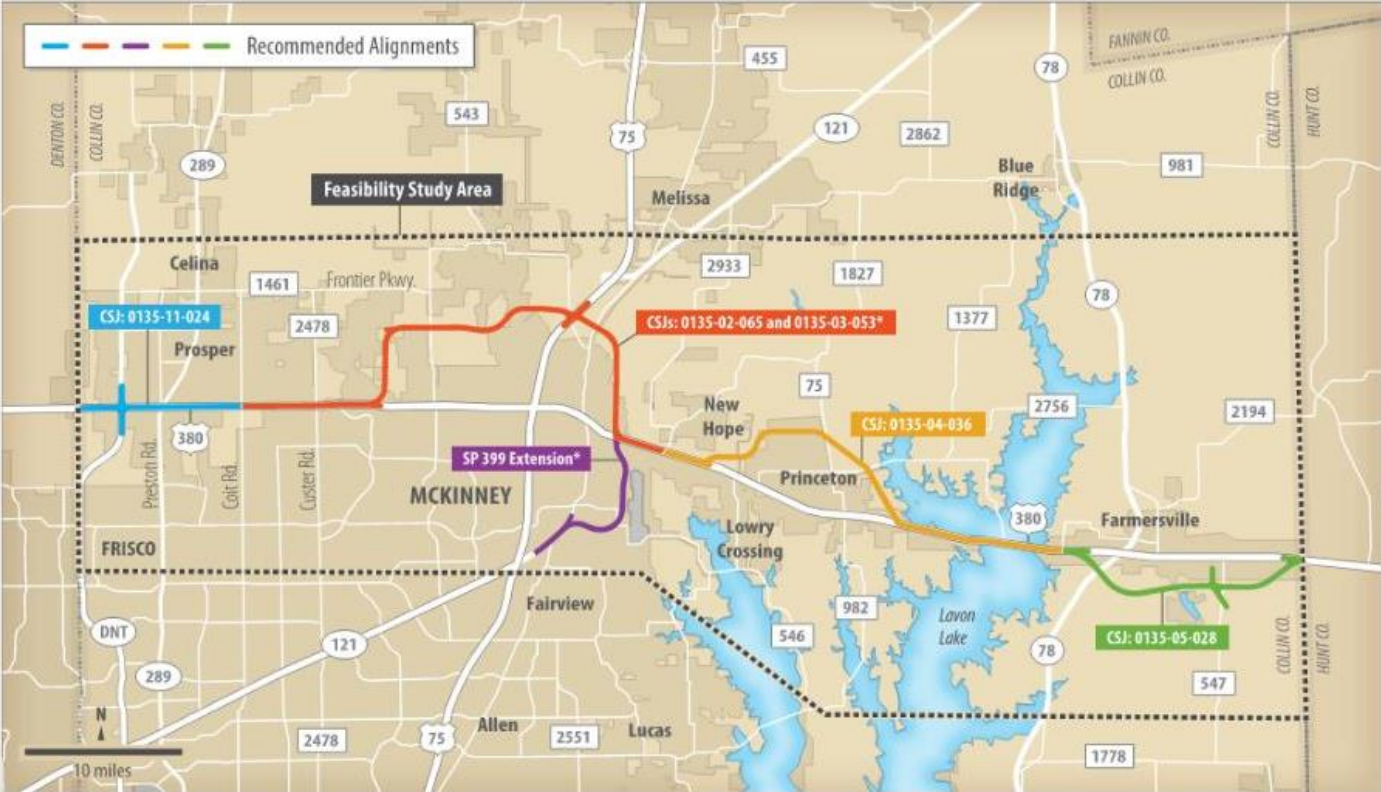 Recommended Alignments
FANNIN CO.
COLLIN CO.
455
78
DENTON CO.
COLLIN CO.
COLLIN CO.
HUNT CO.
543
75
121
2862
289
981
Blue
Ridge
Feasibility Study Area
Melissa
Celina
2933
1827
1461
Frontier Pkwy.
78
CSJ: 0135-11-024
2478
CSJs: 0135-02-065 and 0135-03-053*
1377
Prosper
75
New
Hope
2756
2194
380
CSJ: 0135-04-036
SP 399 Extension*
Preston Rd.
Coit Rd.
Custer Rd.
MCKINNEY
Princeton
380
Farmersville
Lowry
Crossing
FRISCO
Fairview
982
Lavon
Lake
DNT
121
546
CSJ: 0135-05-028
78
COLLIN CO.
HUNT CO.
289
547
N
Allen
Lucas
2478
75
2551
1778
10 miles